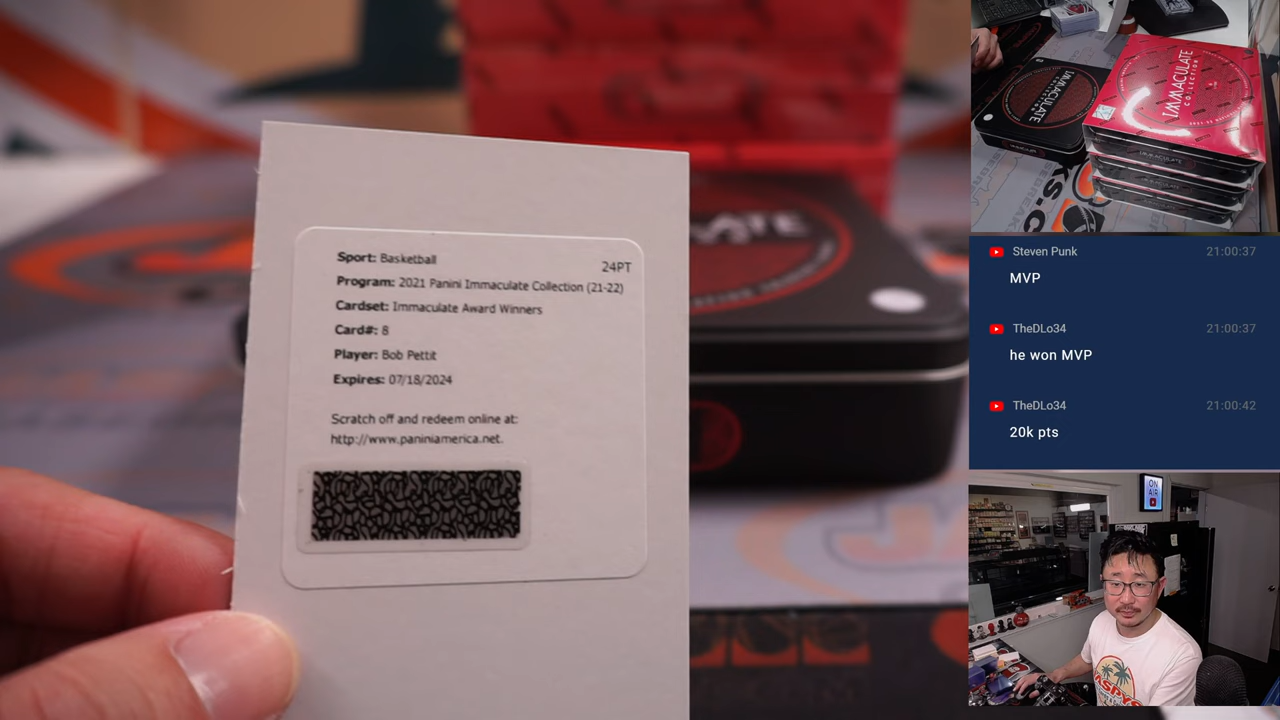 Sport: Basketball
24PT
Program: 2021 Panini Immaculate Collection (21-22)
Cardset: Immaculate Award Winners
Card#: 8
Player: Bob Pettit
Expires: 07/18/2024
Scratch off and redeem online at:
http://www.paniniamerica.net.
IMMACULATE
COLLECTION
IMMACULATE
Steven Punk 21:00:37
MVP
TheDLo34 21:00:37
he won MVP
TheDLo34 21:00:42
20k pts
ON
AIR